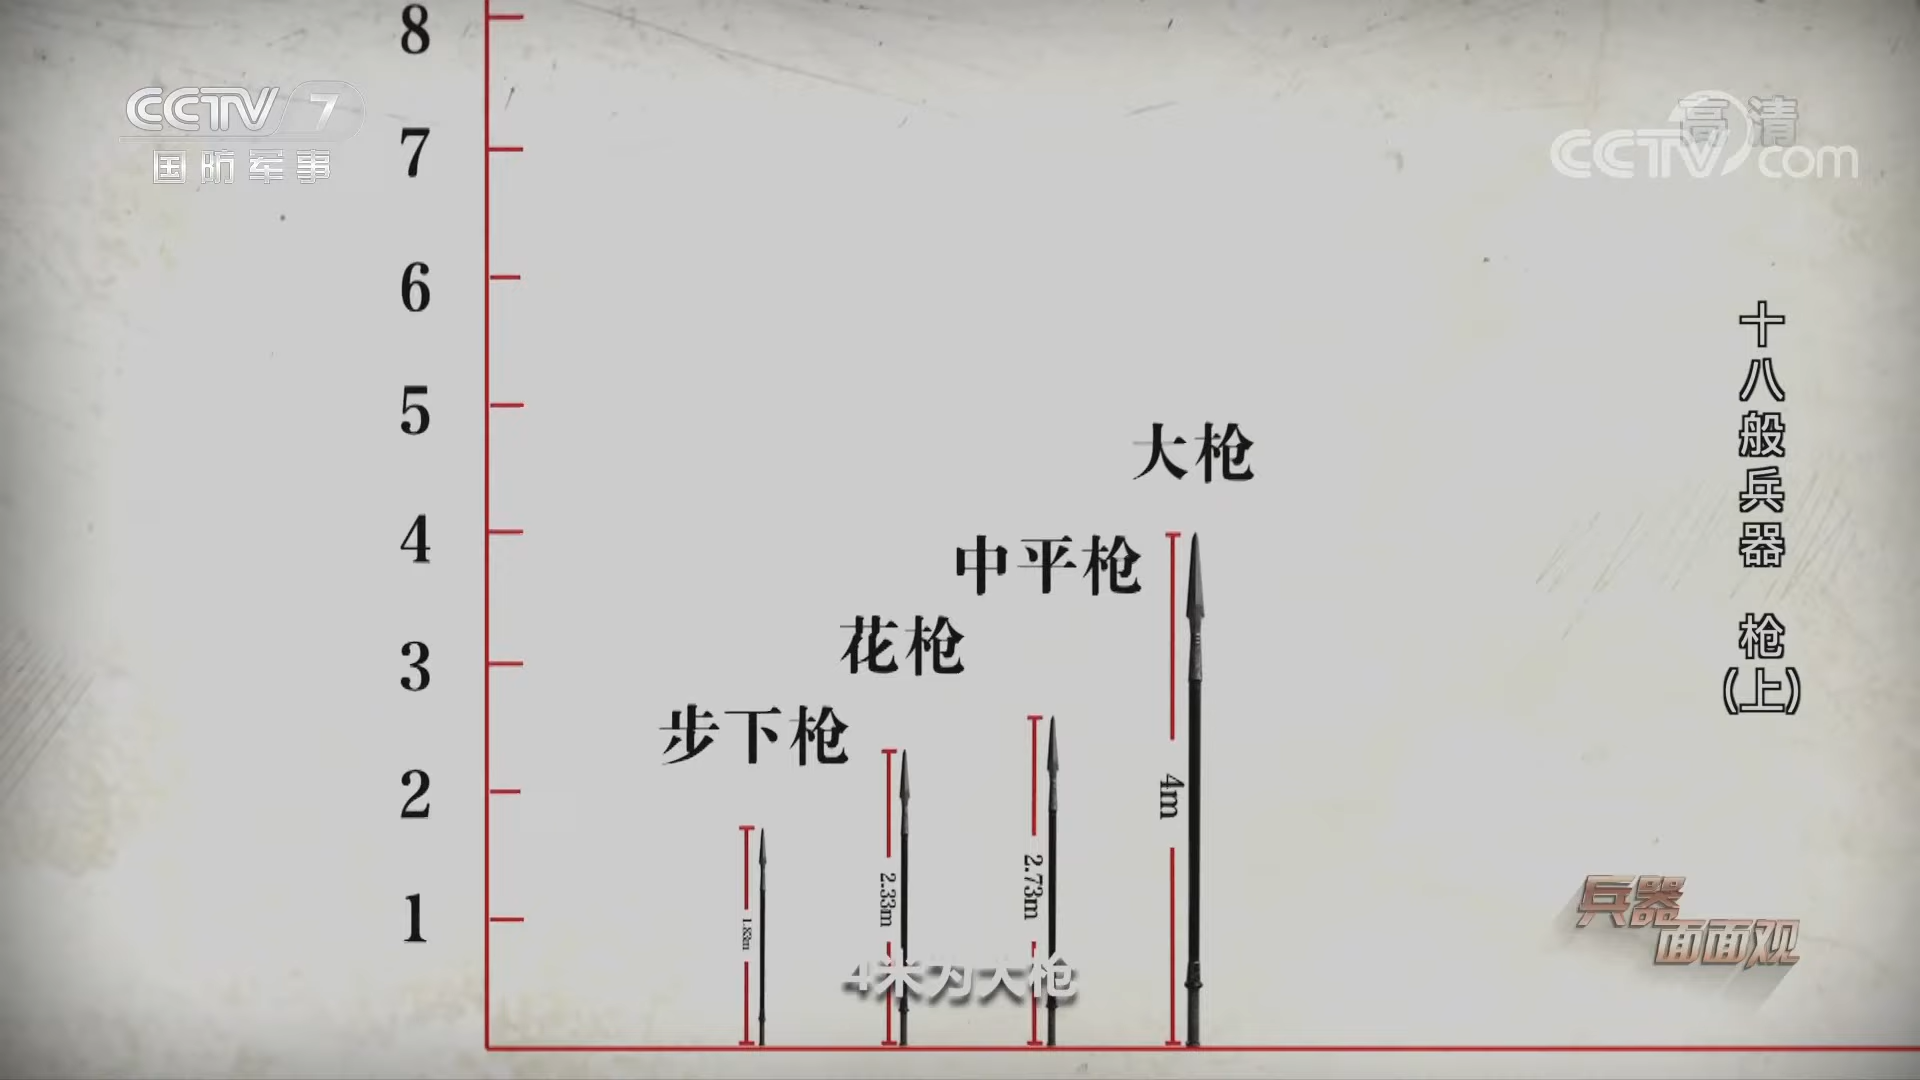 8
CCTV 7
高清
7
国防军事
CCTV.com
6
5
4
3
2
1
大枪
中平枪
花枪
步下枪
4m
2.73m
2.33m
1.83m
4米为大枪
十八般兵器 枪(上)
兵器
面面观